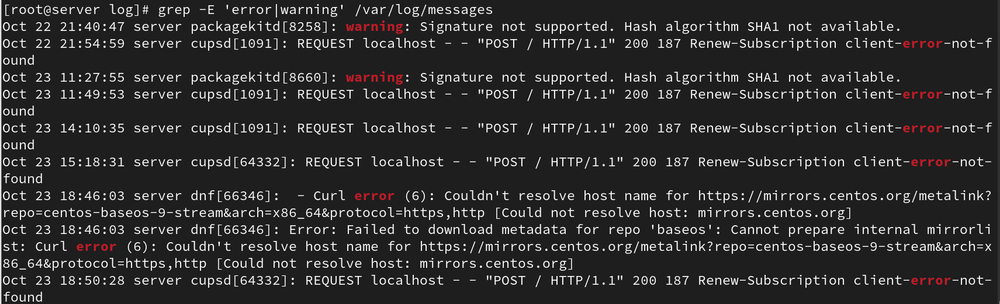 [root@server log]# grep -E 'error|warning' /var/log/messages
Oct 22 21:40:47 server packagekitd[8258]: warning: Signature not supported. Hash algorithm SHA1 not available.
Oct 22 21:54:59 server cupsd[1091]: REQUEST localhost - - "POST / HTTP/1.1" 200 187 Renew-Subscription client-error-not-f
ound
Oct 23 11:27:55 server packagekitd[8660]: warning: Signature not supported. Hash algorithm SHA1 not available.
Oct 23 11:49:53 server cupsd[1091]: REQUEST localhost - - "POST / HTTP/1.1" 200 187 Renew-Subscription client-error-not-f
ound
Oct 23 14:10:35 server cupsd[1091]: REQUEST localhost - - "POST / HTTP/1.1" 200 187 Renew-Subscription client-error-not-f
ound
Oct 23 15:18:31 server cupsd[64332]: REQUEST localhost - - "POST / HTTP/1.1" 200 187 Renew-Subscription client-error-not-
found
Oct 23 18:46:03 server dnf[66346]:  - Curl error (6): Couldn't resolve host name for https://mirrors.centos.org/metalink?
repo=centos-baseos-9-stream&arch=x86_64&protocol=https,http [Could not resolve host: mirrors.centos.org]
Oct 23 18:46:03 server dnf[66346]: Error: Failed to download metadata for repo 'baseos': Cannot prepare internal mirrorli
st: Curl error (6): Couldn't resolve host name for https://mirrors.centos.org/metalink?repo=centos-baseos-9-stream&arch=x
86_64&protocol=https,http [Could not resolve host: mirrors.centos.org]
Oct 23 18:50:28 server cupsd[64332]: REQUEST localhost - - "POST / HTTP/1.1" 200 187 Renew-Subscription client-error-not-
found